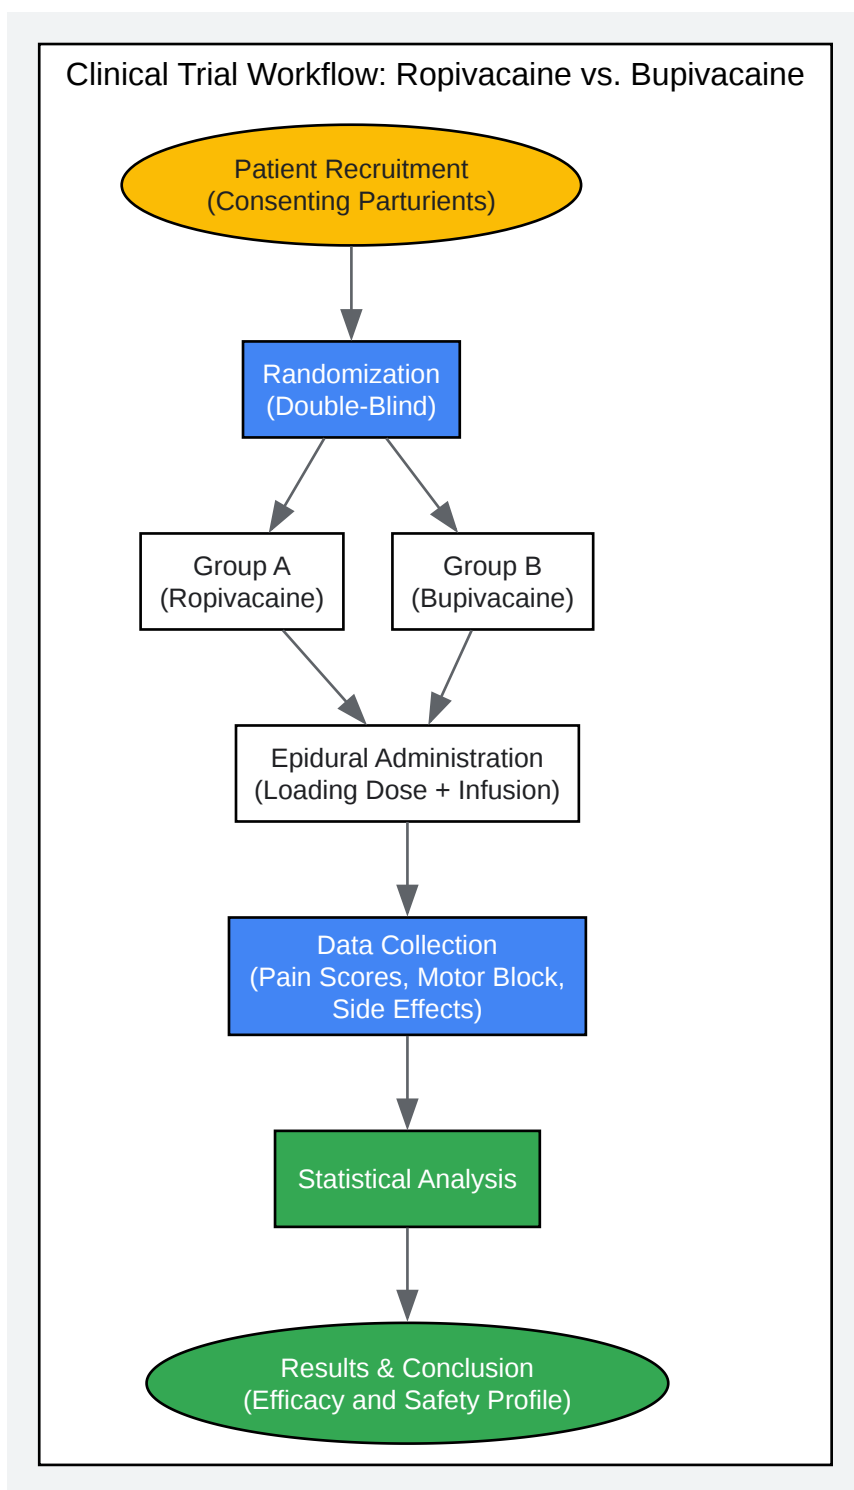 Clinical Trial Workflow: Ropivacaine vs. Bupivacaine
Patient Recruitment
(Consenting Parturients)
Randomization
(Double-Blind)
Group A
(Ropivacaine)
Group B
(Bupivacaine)
Epidural Administration
(Loading Dose + Infusion)
Data Collection
(Pain Scores, Motor Block,
Side Effects)
Statistical Analysis
Results & Conclusion
(Efficacy and Safety Profile)